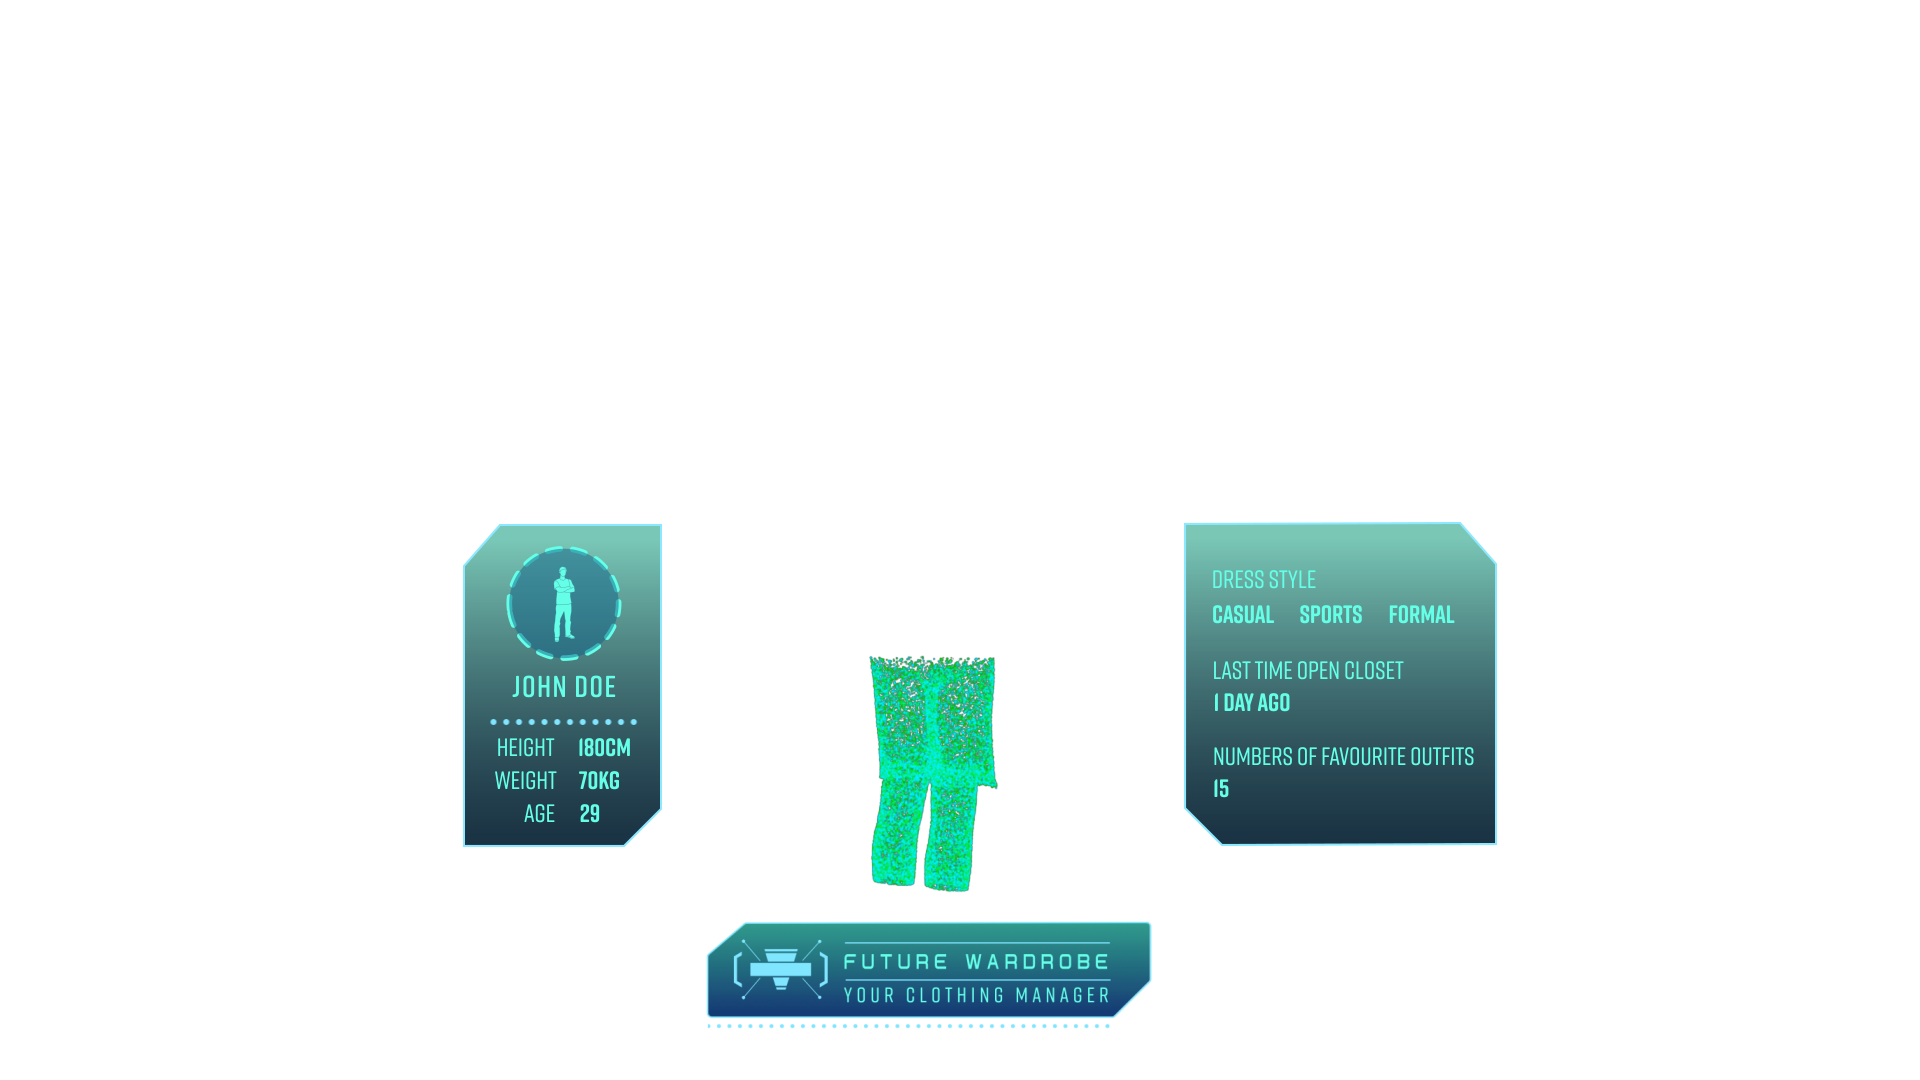 JOHN DOE
HEIGHT 180CM
WEIGHT 70KG
AGE 29
DRESS STYLE
CASUAL SPORTS FORMAL
LAST TIME OPEN CLOSET
1 DAY AGO
NUMBERS OF FAVOURITE OUTFITS
15
FUTURE WARDROBE
YOUR CLOTHING MANAGER